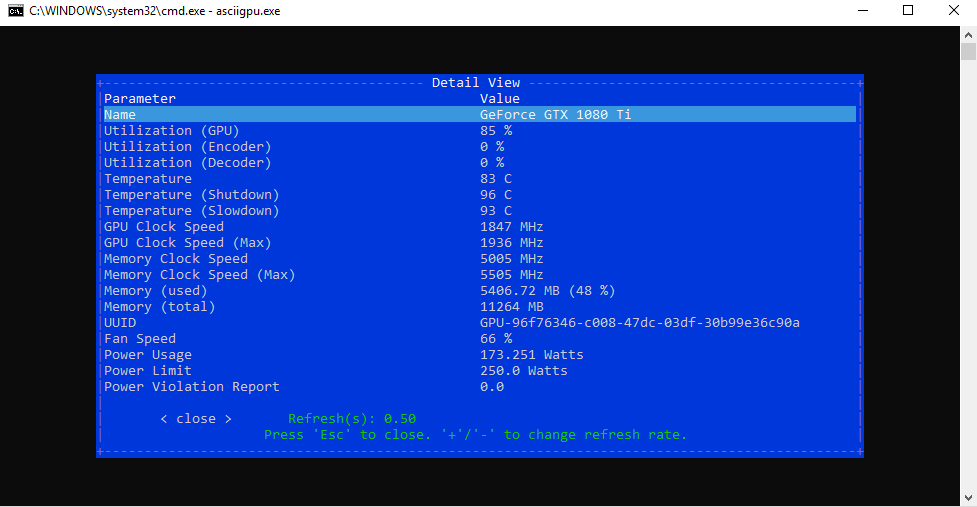 C:\WINDOWS\system32\cmd.exe - asciigpu.exe
Detail View
Parameter Value
Name GeForce GTX 1080 Ti
Utilization (GPU) 85 %
Utilization (Encoder) 0 %
Utilization (Decoder) 0 %
Temperature 83 C
Temperature (Shutdown) 96 C
Temperature (Slowdown) 93 C
GPU Clock Speed 1847 MHz
GPU Clock Speed (Max) 1936 MHz
Memory Clock Speed 5005 MHz
Memory Clock Speed (Max) 5505 MHz
Memory (used) 5406.72 MB (48 %)
Memory (total) 11264 MB
UUID GPU-96f76346-c008-47dc-03df-30b99e36c90a
Fan Speed 66 %
Power Usage 173.251 Watts
Power Limit 250.0 Watts
Power Violation Report 0.0
< close > Refresh(s): 0.50
Press 'Esc' to close. '+'/'-' to change refresh rate.